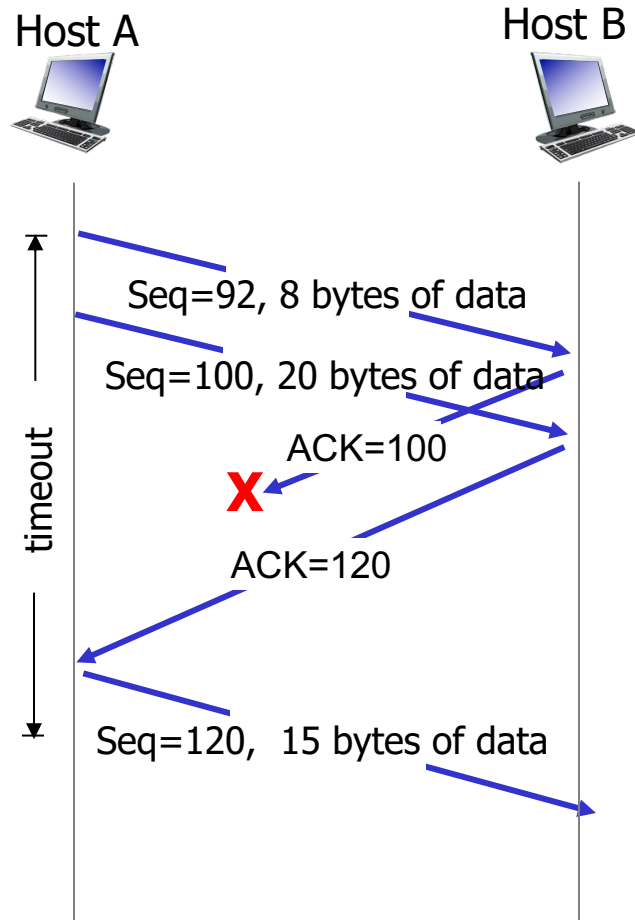 Host A
Host B
Seq=92, 8 bytes of data
Seq=100, 20 bytes of data
ACK=100
X
timeout
ACK=120
Seq=120, 15 bytes of data